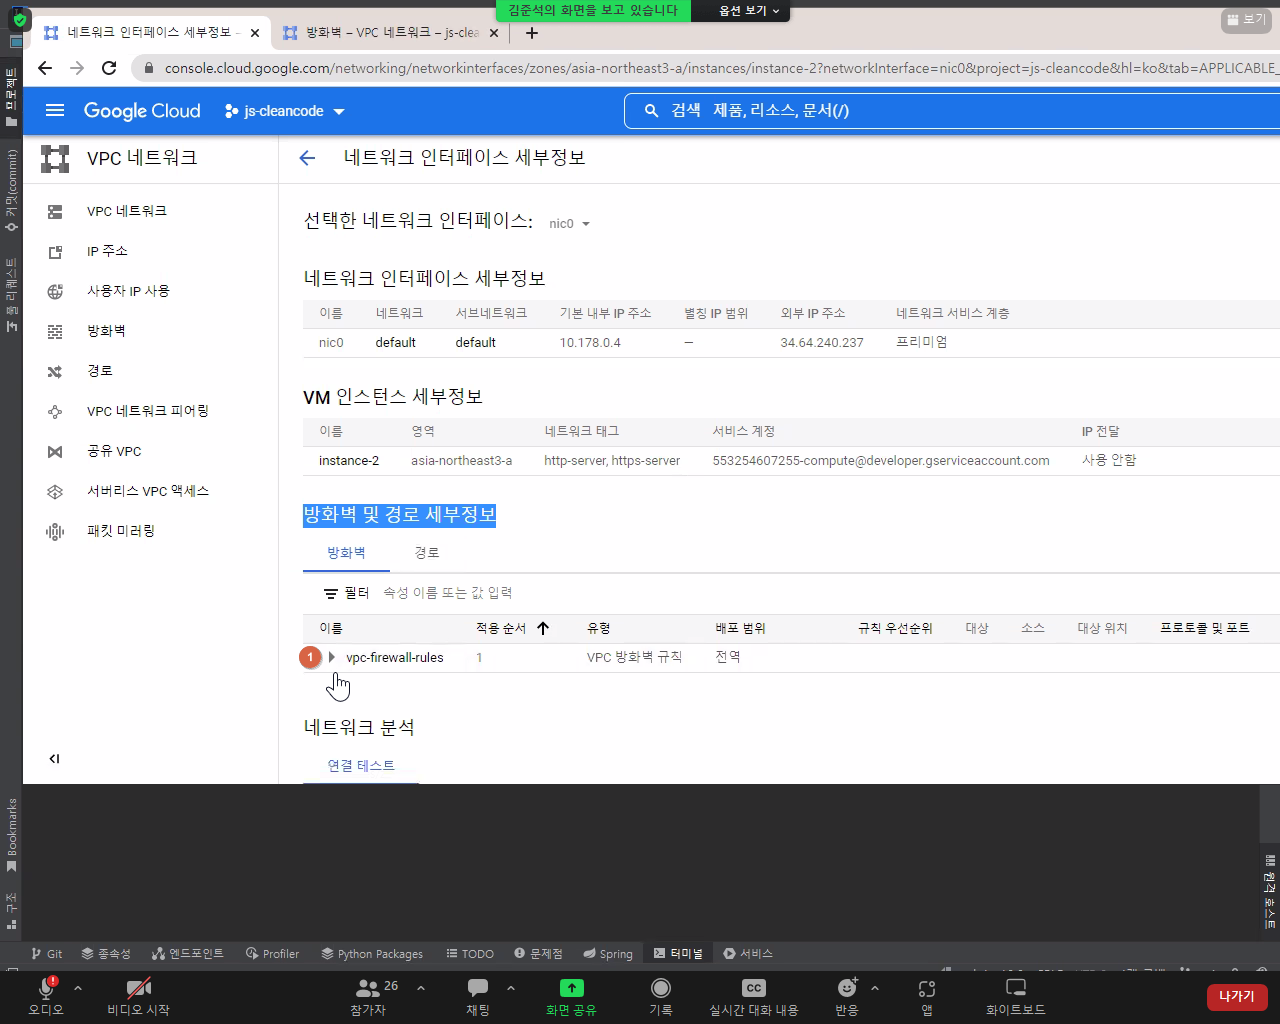 김준석의 화면을 보고 있습니다
옵션 보기
보기
네트워크 인터페이스 세부정보 –
방화벽 – VPC 네트워크 – js-clea
console.cloud.google.com/networking/networkinterfaces/zones/asia-northeast3-a/instances/instance-2?networkInterface=nic0&project=js-cleancode&hl=ko&tab=APPLICABLE_
Google Cloud
js-cleancode
검색 제품, 리소스, 문서(/)
프로젝트
커밋(commit)
풀 리퀘스트
Bookmarks
구조
VPC 네트워크
VPC 네트워크
IP 주소
사용자 IP 사용
방화벽
경로
VPC 네트워크 피어링
공유 VPC
서버리스 VPC 액세스
패킷 미러링
네트워크 인터페이스 세부정보
선택한 네트워크 인터페이스: nic0
네트워크 인터페이스 세부정보
이름 네트워크 서브네트워크 기본 내부 IP 주소 별칭 IP 범위 외부 IP 주소 네트워크 서비스 계층
nic0 default default 10.178.0.4 — 34.64.240.237 프리미엄
VM 인스턴스 세부정보
이름 영역 네트워크 태그 서비스 계정 IP 전달
instance-2 asia-northeast3-a http-server, https-server 553254607255-compute@developer.gserviceaccount.com 사용 안함
방화벽 및 경로 세부정보
방화벽 경로
필터 속성 이름 또는 값 입력
이름 적용 순서 유형 배포 범위 규칙 우선순위 대상 소스 대상 위치 프로토콜 및 포트
1 vpc-firewall-rules 1 VPC 방화벽 규칙 전역
네트워크 분석
연결 테스트
원격 호스트
Git 종속성 엔드포인트 Profiler Python Packages TODO 문제점 Spring 터미널 서비스
오디오 비디오 시작 참가자 26 채팅 화면 공유 기록 실시간 대화 내용 반응 앱 화이트보드 나가기